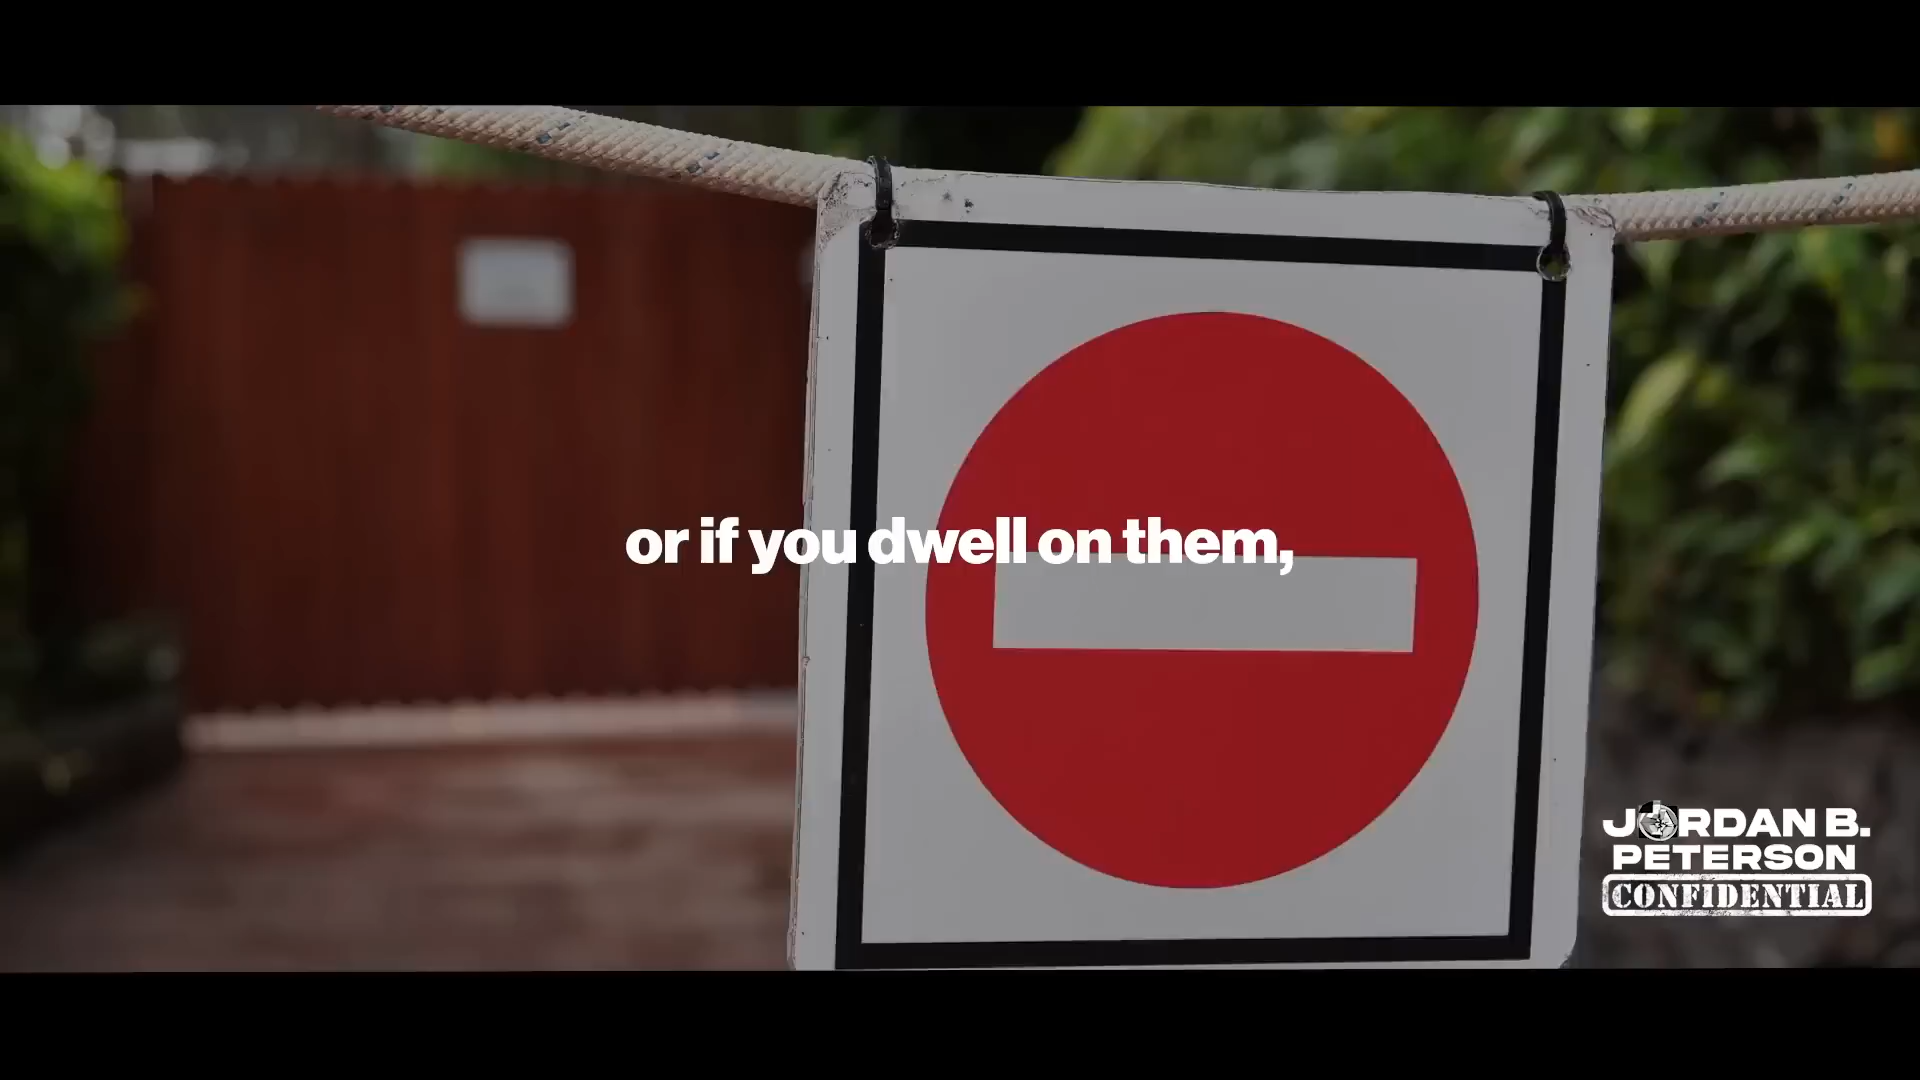 or if you dwell on them,
JORDAN B.
PETERSON
CONFIDENTIAL